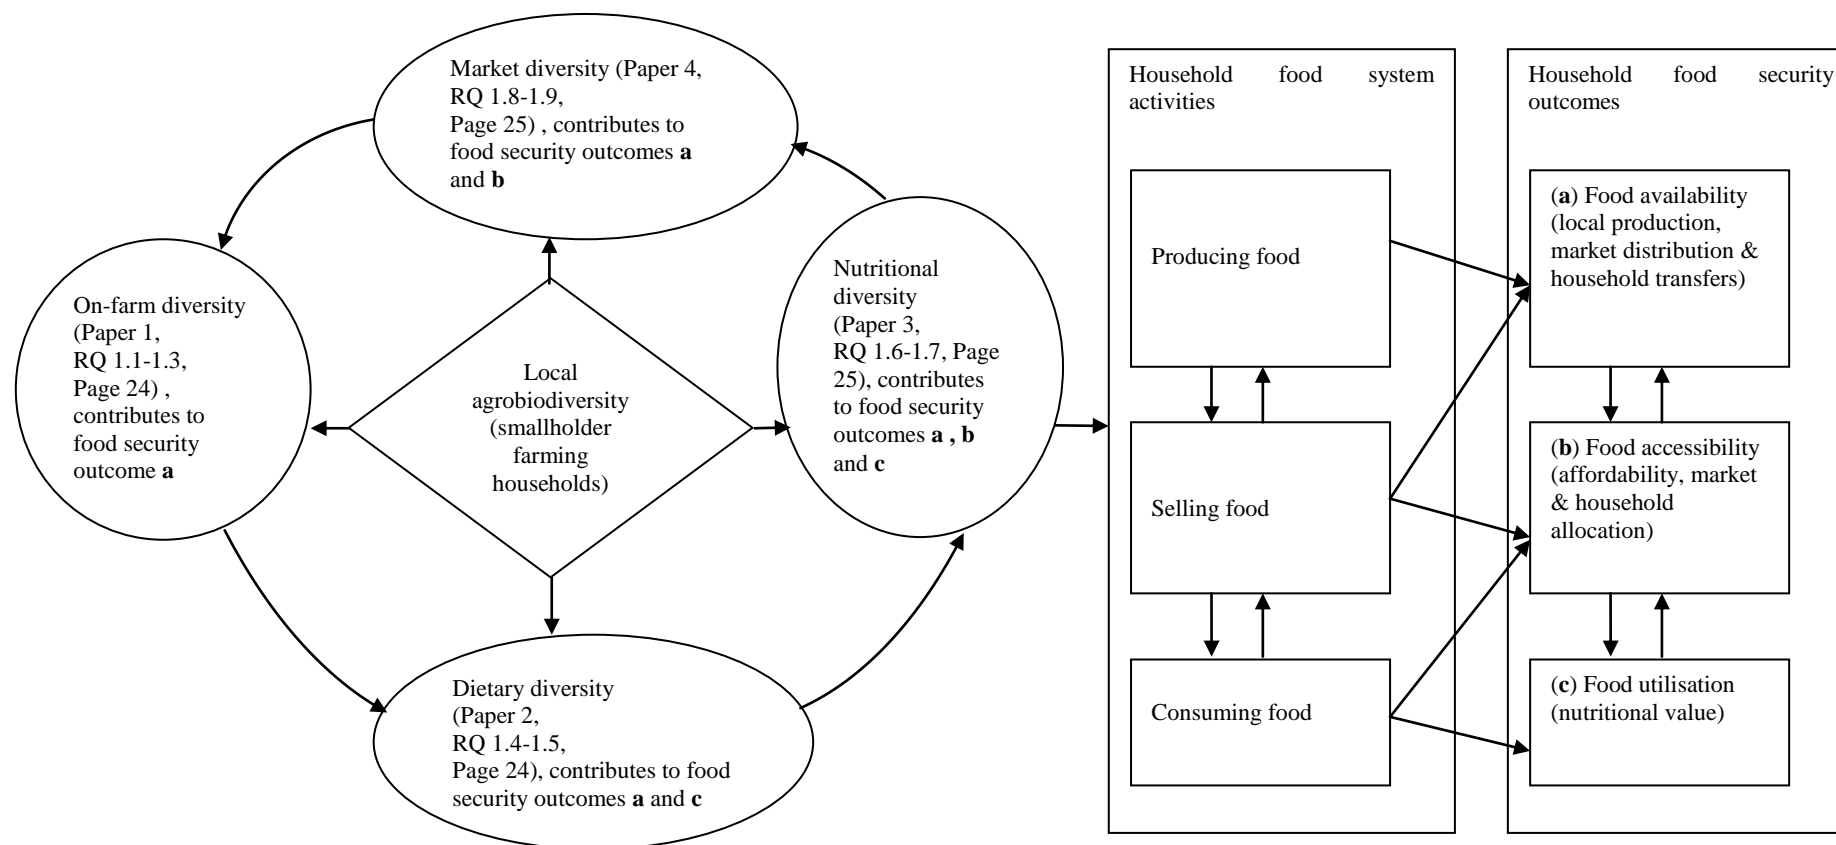 Market diversity (Paper 4,
RQ 1.8-1.9,
Page 25) , contributes to
food security outcomes a
and b
On-farm diversity
(Paper 1,
RQ 1.1-1.3,
Page 24) ,
contributes to
food security
outcome a
Local
agrobiodiversity
(smallholder
farming
households)
Nutritional
diversity
(Paper 3,
RQ 1.6-1.7, Page
25), contributes
to food security
outcomes a , b
and c
Dietary diversity
(Paper 2,
RQ 1.4-1.5,
Page 24), contributes to food
security outcomes a and c
Household food system
activities
Producing food
Selling food
Consuming food
Household food security
outcomes
(a) Food availability
(local production,
market distribution &
household transfers)
(b) Food accessibility
(affordability, market
& household
allocation)
(c) Food utilisation
(nutritional value)